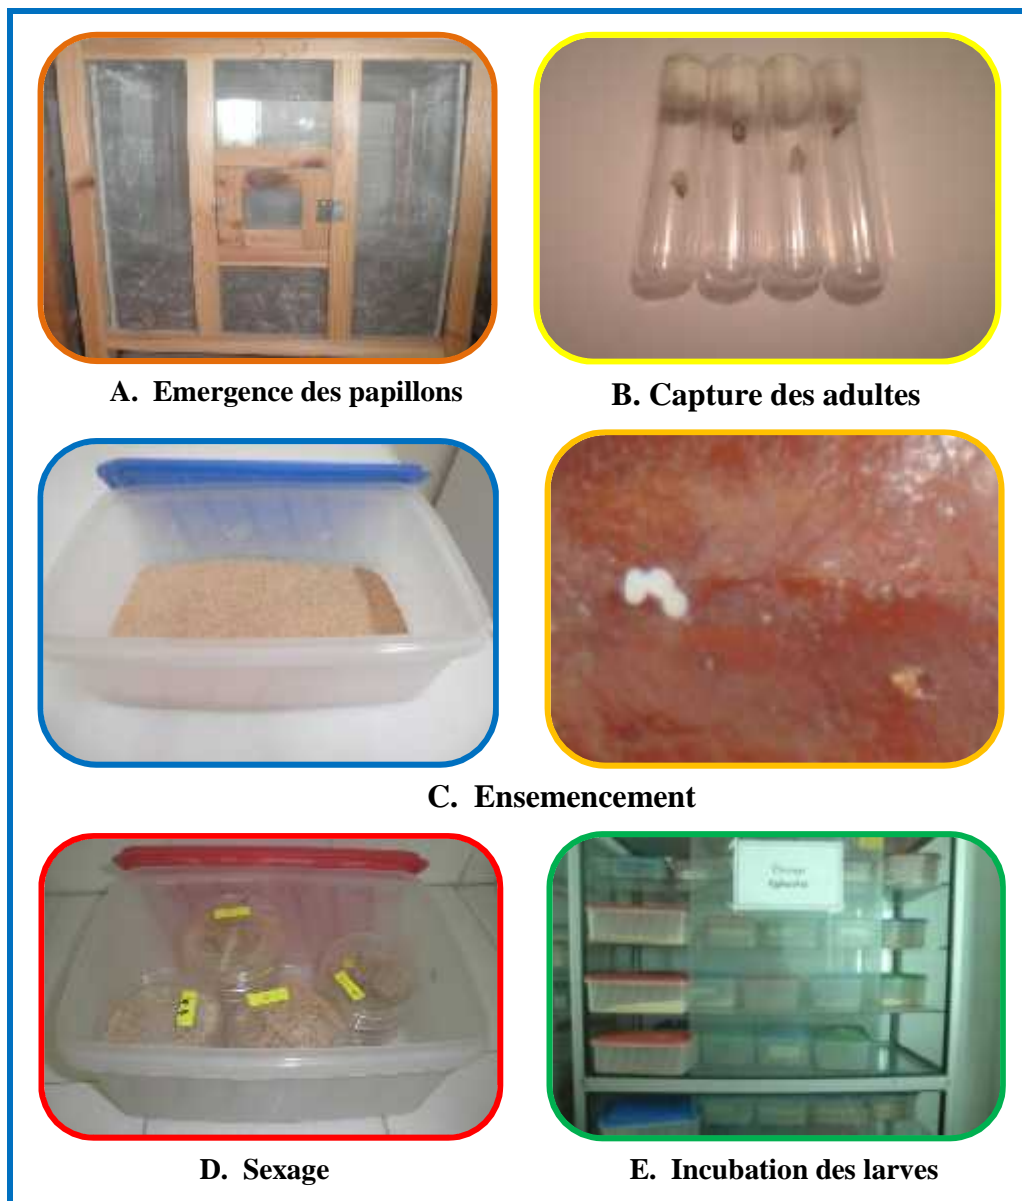 A. Emergence des papillons
B. Capture des adultes
C. Ensemencement
D. Sexage
E. Incubation des larves